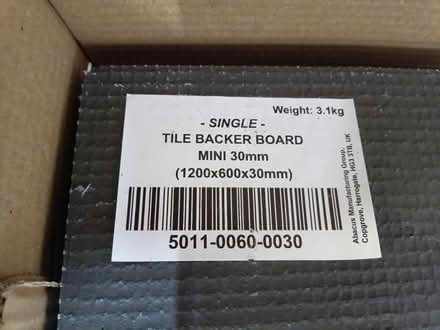 Weight: 3.1kg
- SINGLE -
TILE BACKER BOARD
MINI 30mm
(1200x600x30mm)
5011-0060-0030
Abacus Manufacturing Group,
Copgrove, Harrogate, HG3 3TB, UK